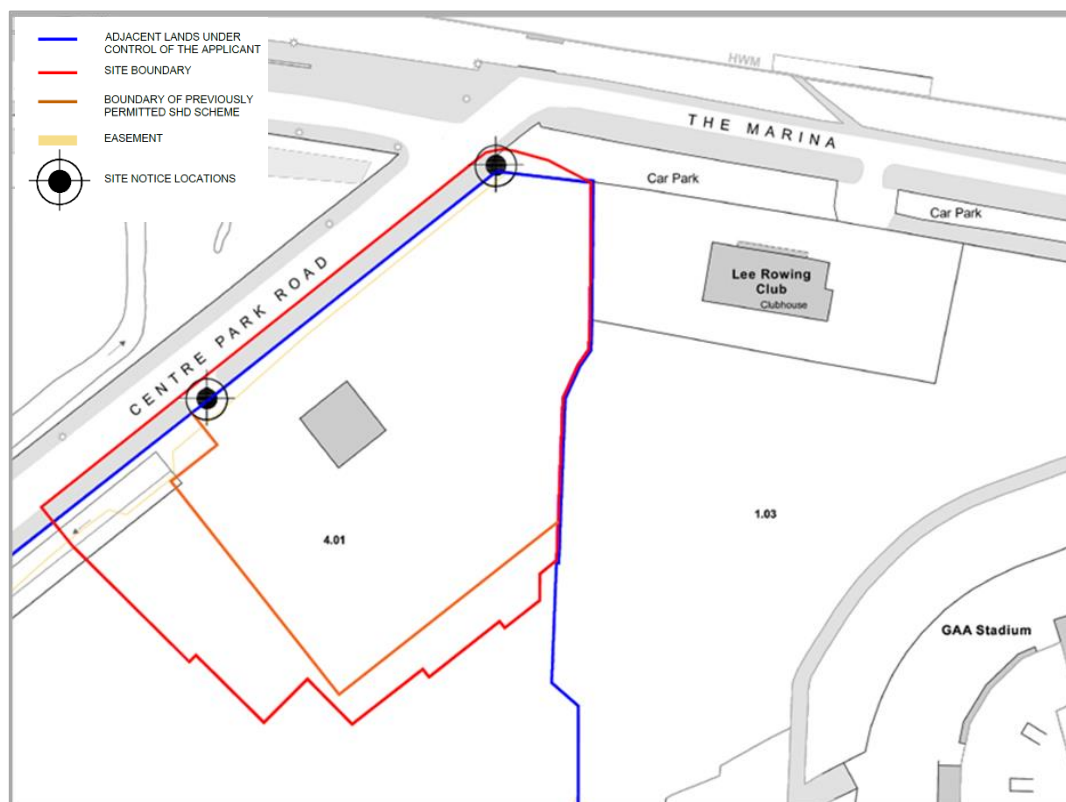 ADJACENT LANDS UNDER
CONTROL OF THE APPLICANT
SITE BOUNDARY
BOUNDARY OF PREVIOUSLY
PERMITTED SHD SCHEME
EASEMENT
SITE NOTICE LOCATIONS
HWM
THE MARINA
Car Park
Car Park
Lee Rowing
Club
Clubhouse
CENTRE PARK ROAD
4.01
1.03
GAA Stadium